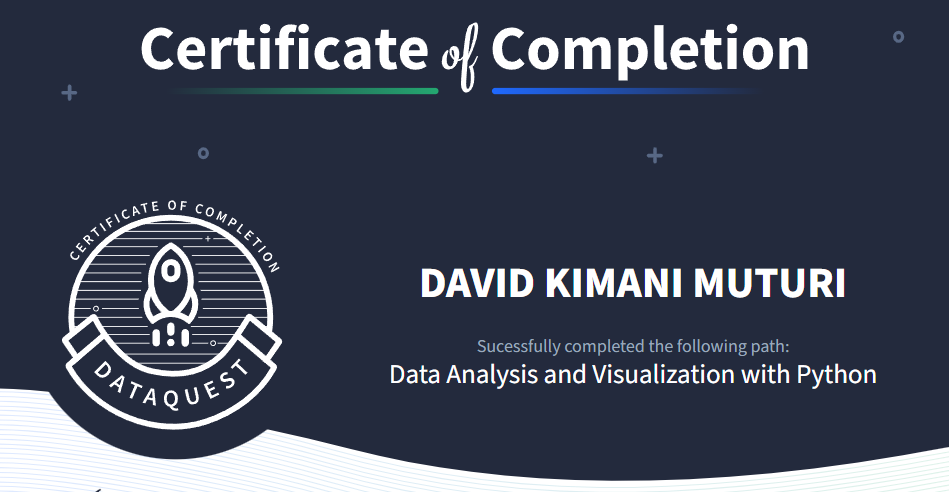 Certificate of Completion
CERTIFICATE OF COMPLETION
DATAQUEST
DAVID KIMANI MUTURI
Sucessfully completed the following path:
Data Analysis and Visualization with Python